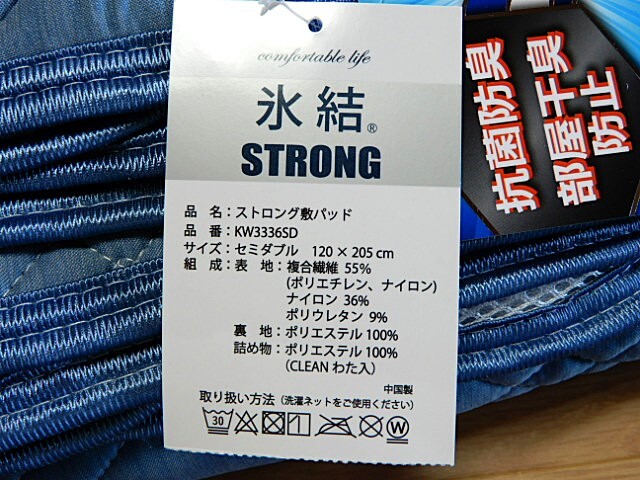 comfortable life
氷結®
STRONG
品 名：ストロング敷パッド
品 番：KW3336SD
サイズ：セミダブル 120 × 205 cm
組 成：表 地：複合繊維 55%
(ポリエチレン、ナイロン)
ナイロン 36%
ポリウレタン 9%
裏 地：ポリエステル 100%
詰め物：ポリエステル 100%
(CLEANわた入)
中国製
取り扱い方法（洗濯ネットをご使用ください）
30
W
抗菌防臭
部屋干臭
防止